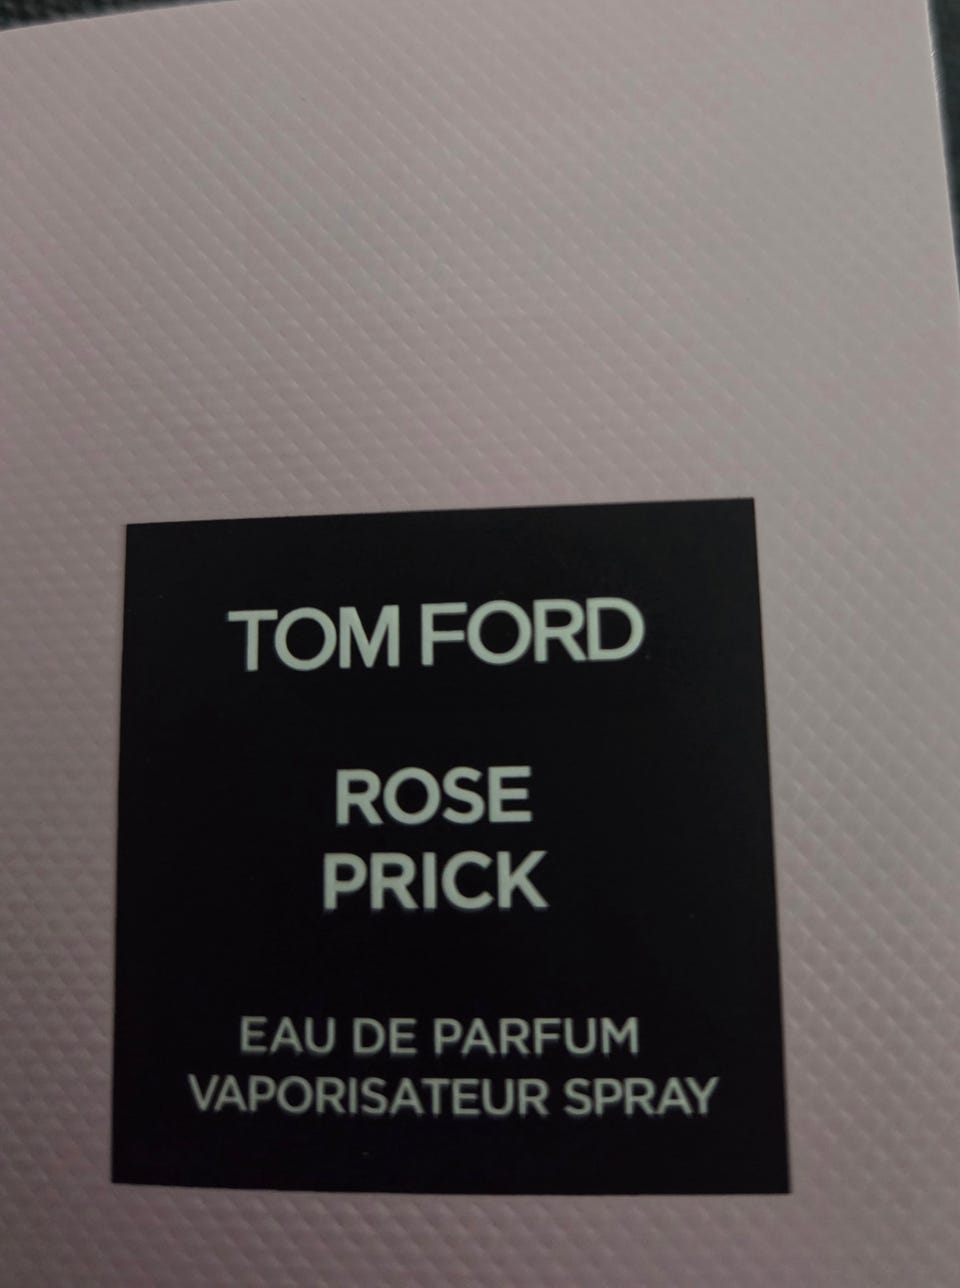 TOM FORD
ROSE
PRICK
EAU DE PARFUM
VAPORISATEUR SPRAY